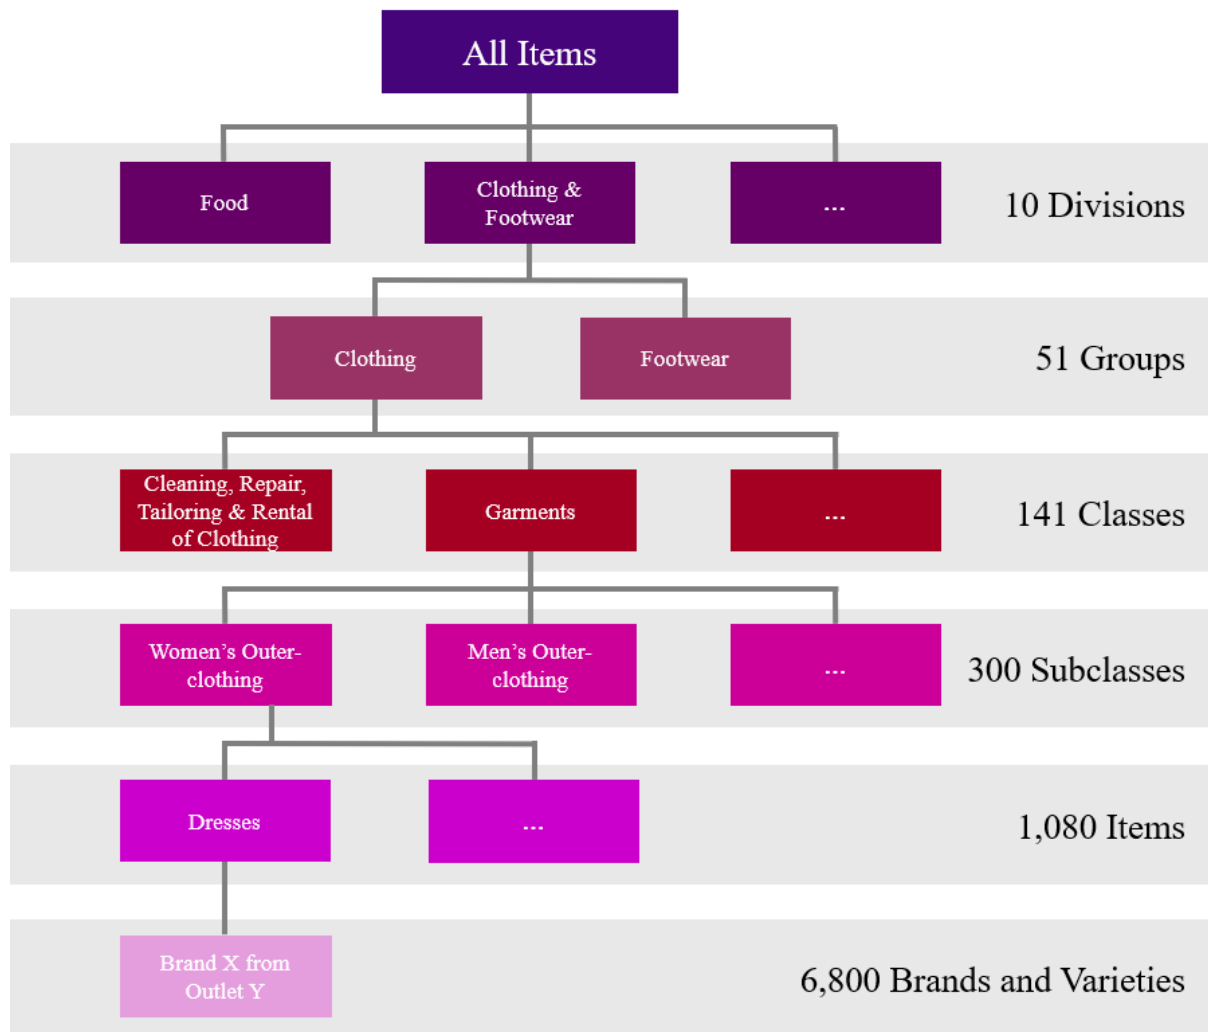 All Items
Food
Clothing &
Footwear
...
10 Divisions
Clothing
Footwear
51 Groups
Cleaning, Repair,
Tailoring & Rental
of Clothing
Garments
...
141 Classes
Women’s Outer-
clothing
Men’s Outer-
clothing
...
300 Subclasses
Dresses
...
1,080 Items
Brand X from
Outlet Y
6,800 Brands and Varieties